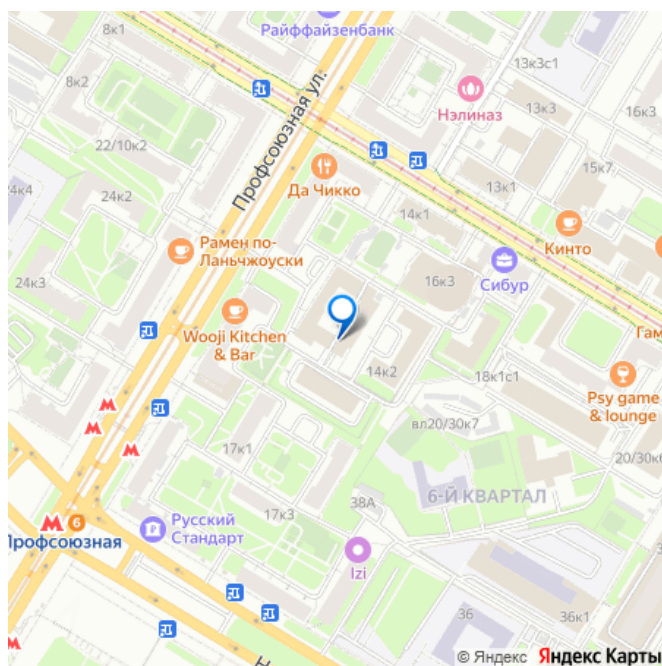 8к1
Райффайзенбанк
13к3с1
8к2
Нэлиназ
13к3
16к3
22/10к2
Профсоюзная ул.
15к7
24к4
24к2
Да Чикко
13к1
14к1
Рамен по-
Ланьчжоуски
Кинто
24к3
16к3
Сибур
Wooji Kitchen
& Bar
Гам
14к2
18к1с1
Psy game
& lounge
вл20/30к7
17к1
20/30
6-Й КВАРТАЛ
38А
17к3
6
Профсоюзная
Русский
Стандарт
Izi
36
36к1
© Яндекс Яндекс Карты